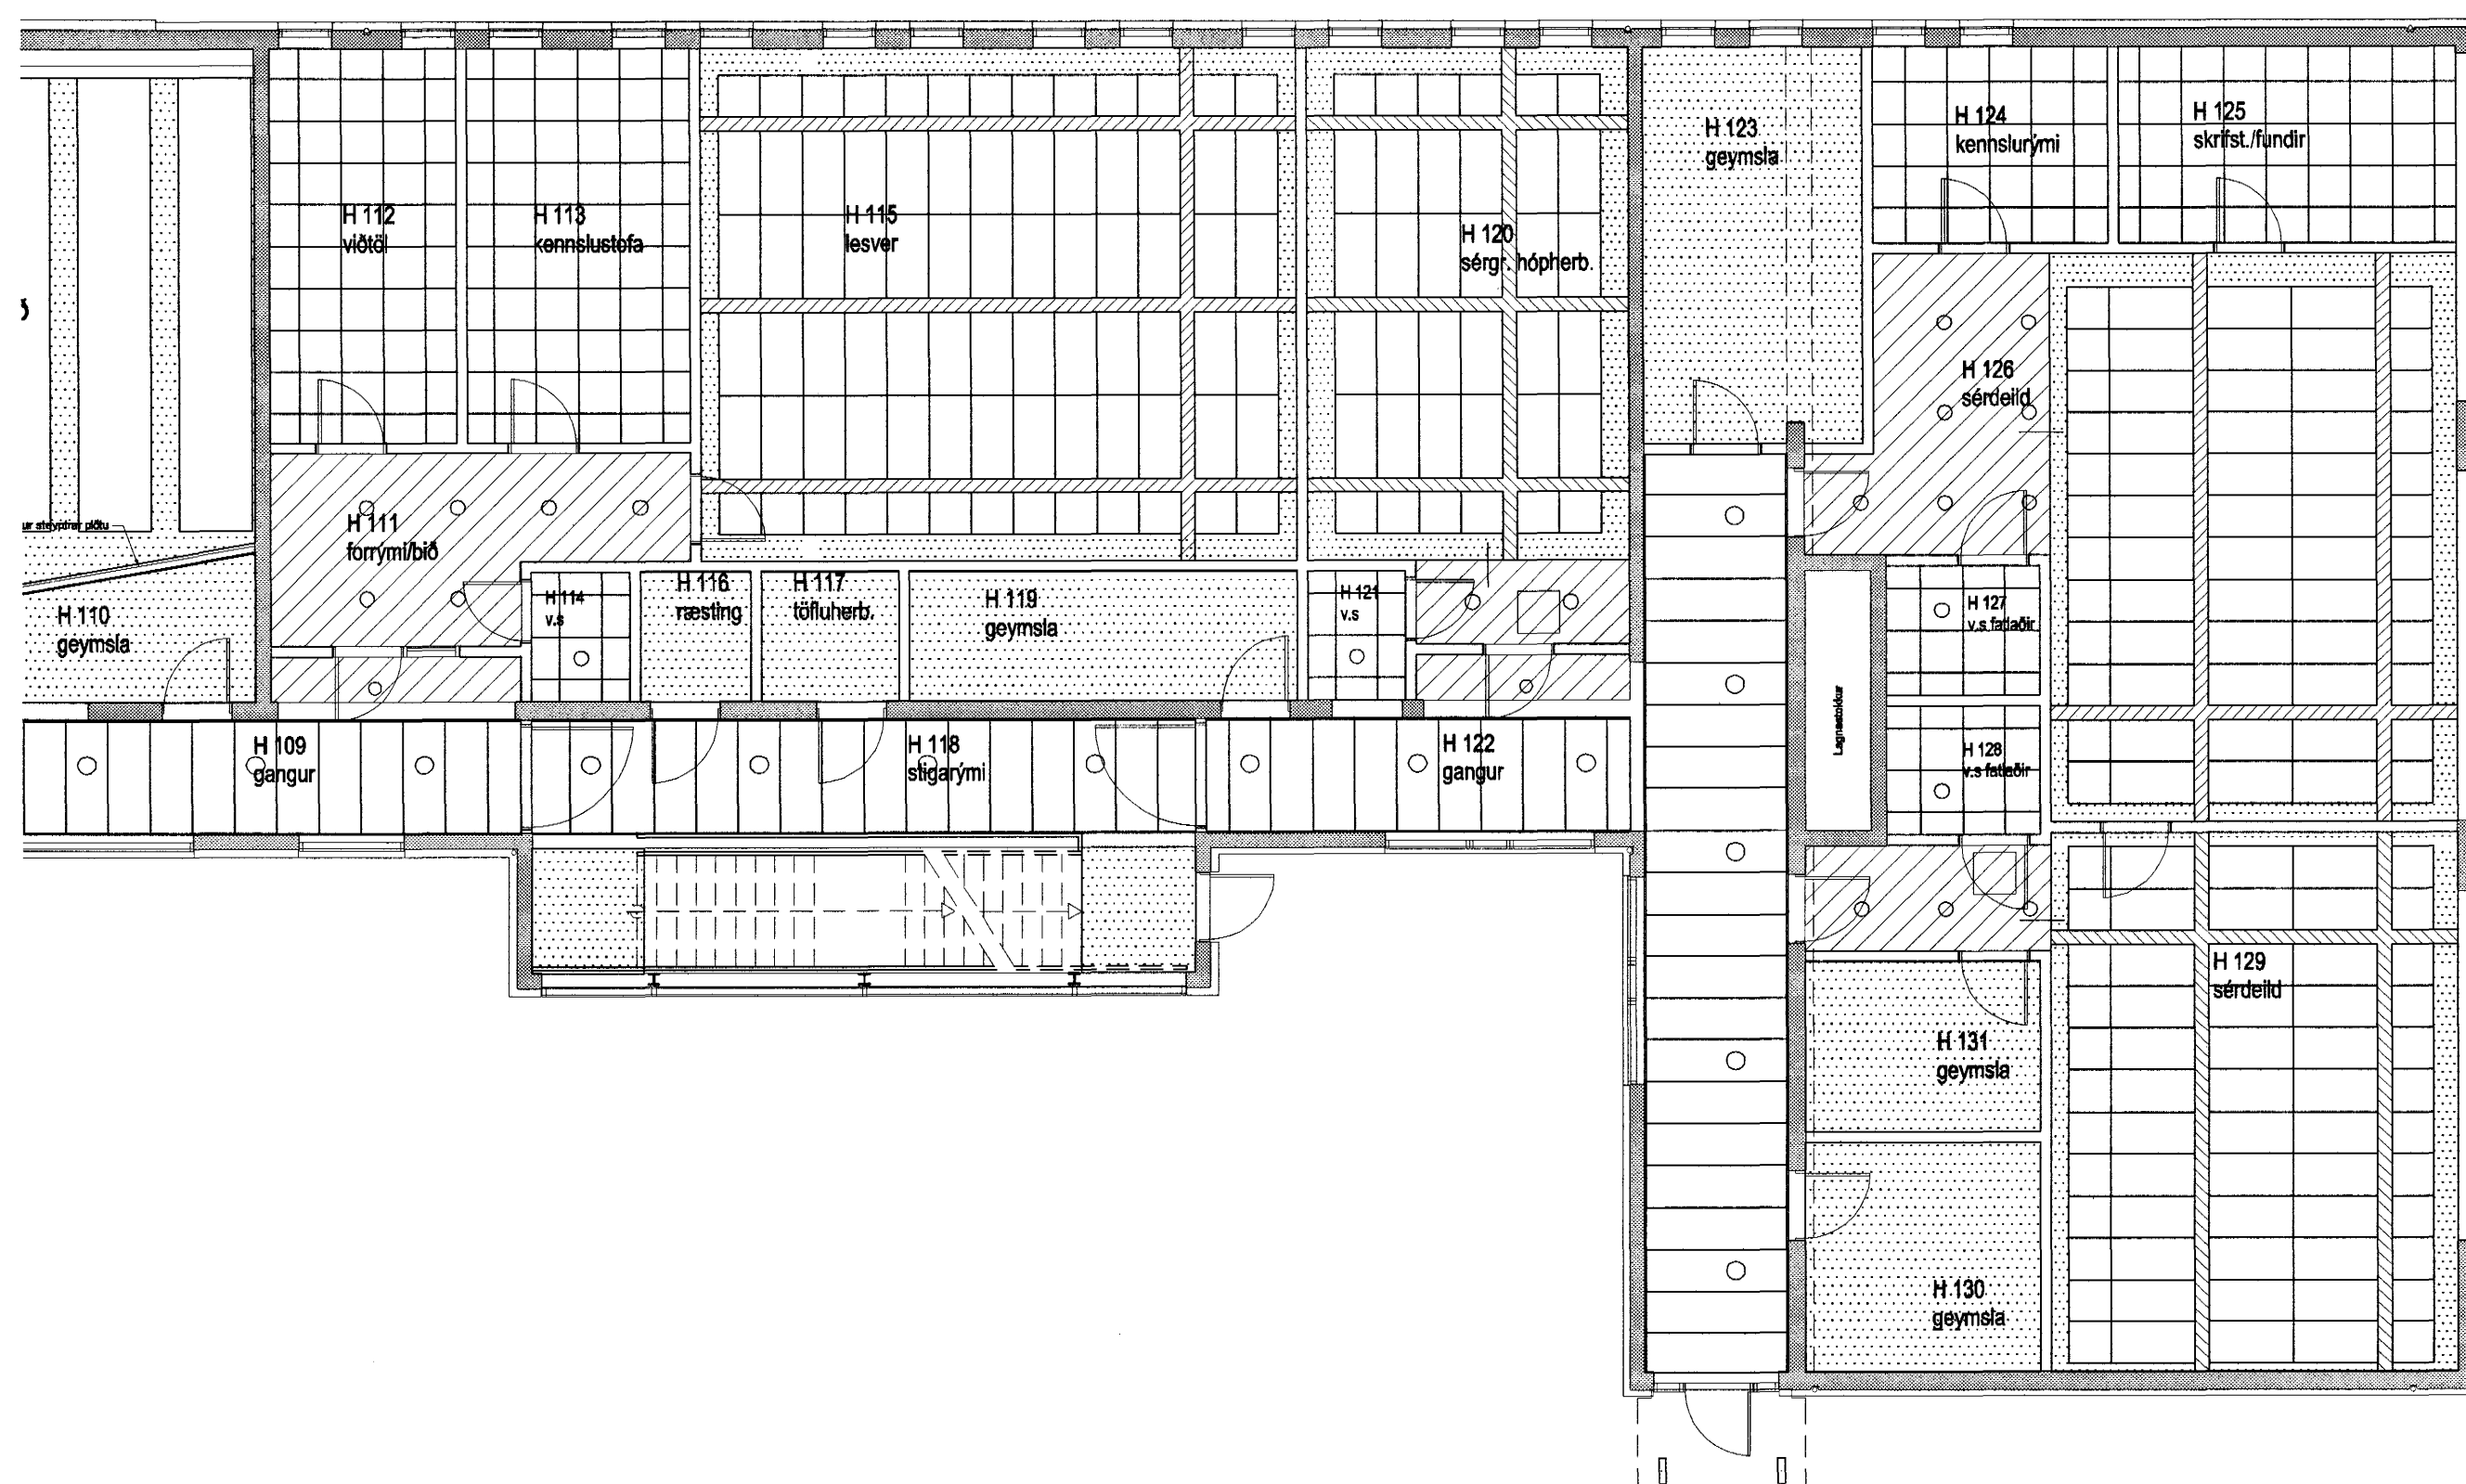 H 123
geymsla
H 124
kennslurými
H 125
skrifst./fundir
H 112
viðtöl
H 113
kennslustofa
H 115
lesver
H 120
sérgr. hópherb.
H 126
sérdeild
H 111
forrými/bið
H 110
geymsla
H 114
v.s
H 116
ræsting
H 117
töfluherb.
H 119
geymsla
H 121
v.s
H 127
v.s fatlaðir
Lagnastokkur
H 109
gangur
H 118
stigarými
H 122
gangur
H 128
v.s fatlaðir
H 129
sérdeild
H 131
geymsla
H 130
geymsla